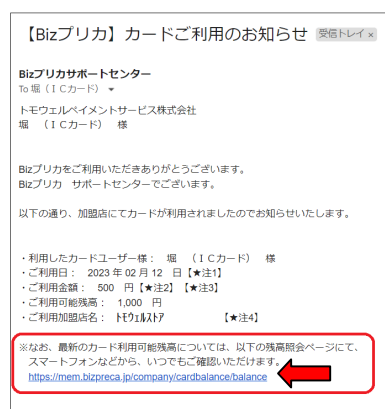 【Bizプリカ】カードご利用のお知らせ 受信トレイ ×
Bizプリカサポートセンター
To 堀（ＩＣカード） ▼
トモウェルペイメントサービス株式会社
堀　（ＩＣカード）　様
Bizプリカをご利用いただきありがとうございます。
Bizプリカ　サポートセンターでございます。
以下の通り、加盟店にてカードが利用されましたのでお知らせいたします。
・利用したカードユーザー様：　堀　（ＩＣカード）　様
・ご利用日：　2023 年 02 月 12　日【★注1】
・ご利用金額：　500　円【★注2】【★注3】
・ご利用可能残高：　1,000　円
・ご利用加盟店名：　ﾄﾓｳｪﾙｽﾄｱ　【★注4】
※なお、最新のカード利用可能残高については、以下の残高照会ページにて、
スマートフォンなどから、いつでもご確認いただけます。
https://mem.bizpreca.jp/company/cardbalance/balance